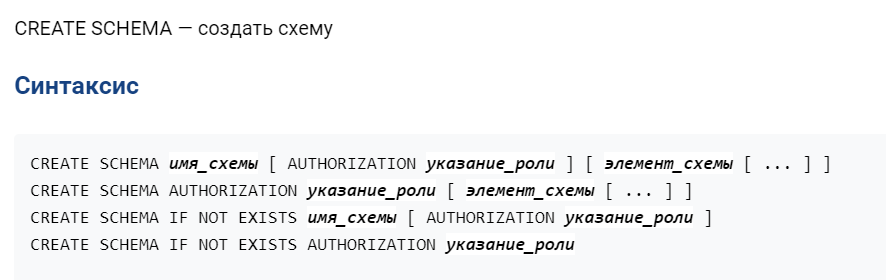 CREATE SCHEMA — создать схему
Синтаксис
CREATE SCHEMA имя_схемы [ AUTHORIZATION указание_роли ] [ элемент_схемы [ ... ] ]
CREATE SCHEMA AUTHORIZATION указание_роли [ элемент_схемы [ ... ] ]
CREATE SCHEMA IF NOT EXISTS имя_схемы [ AUTHORIZATION указание_роли ]
CREATE SCHEMA IF NOT EXISTS AUTHORIZATION указание_роли